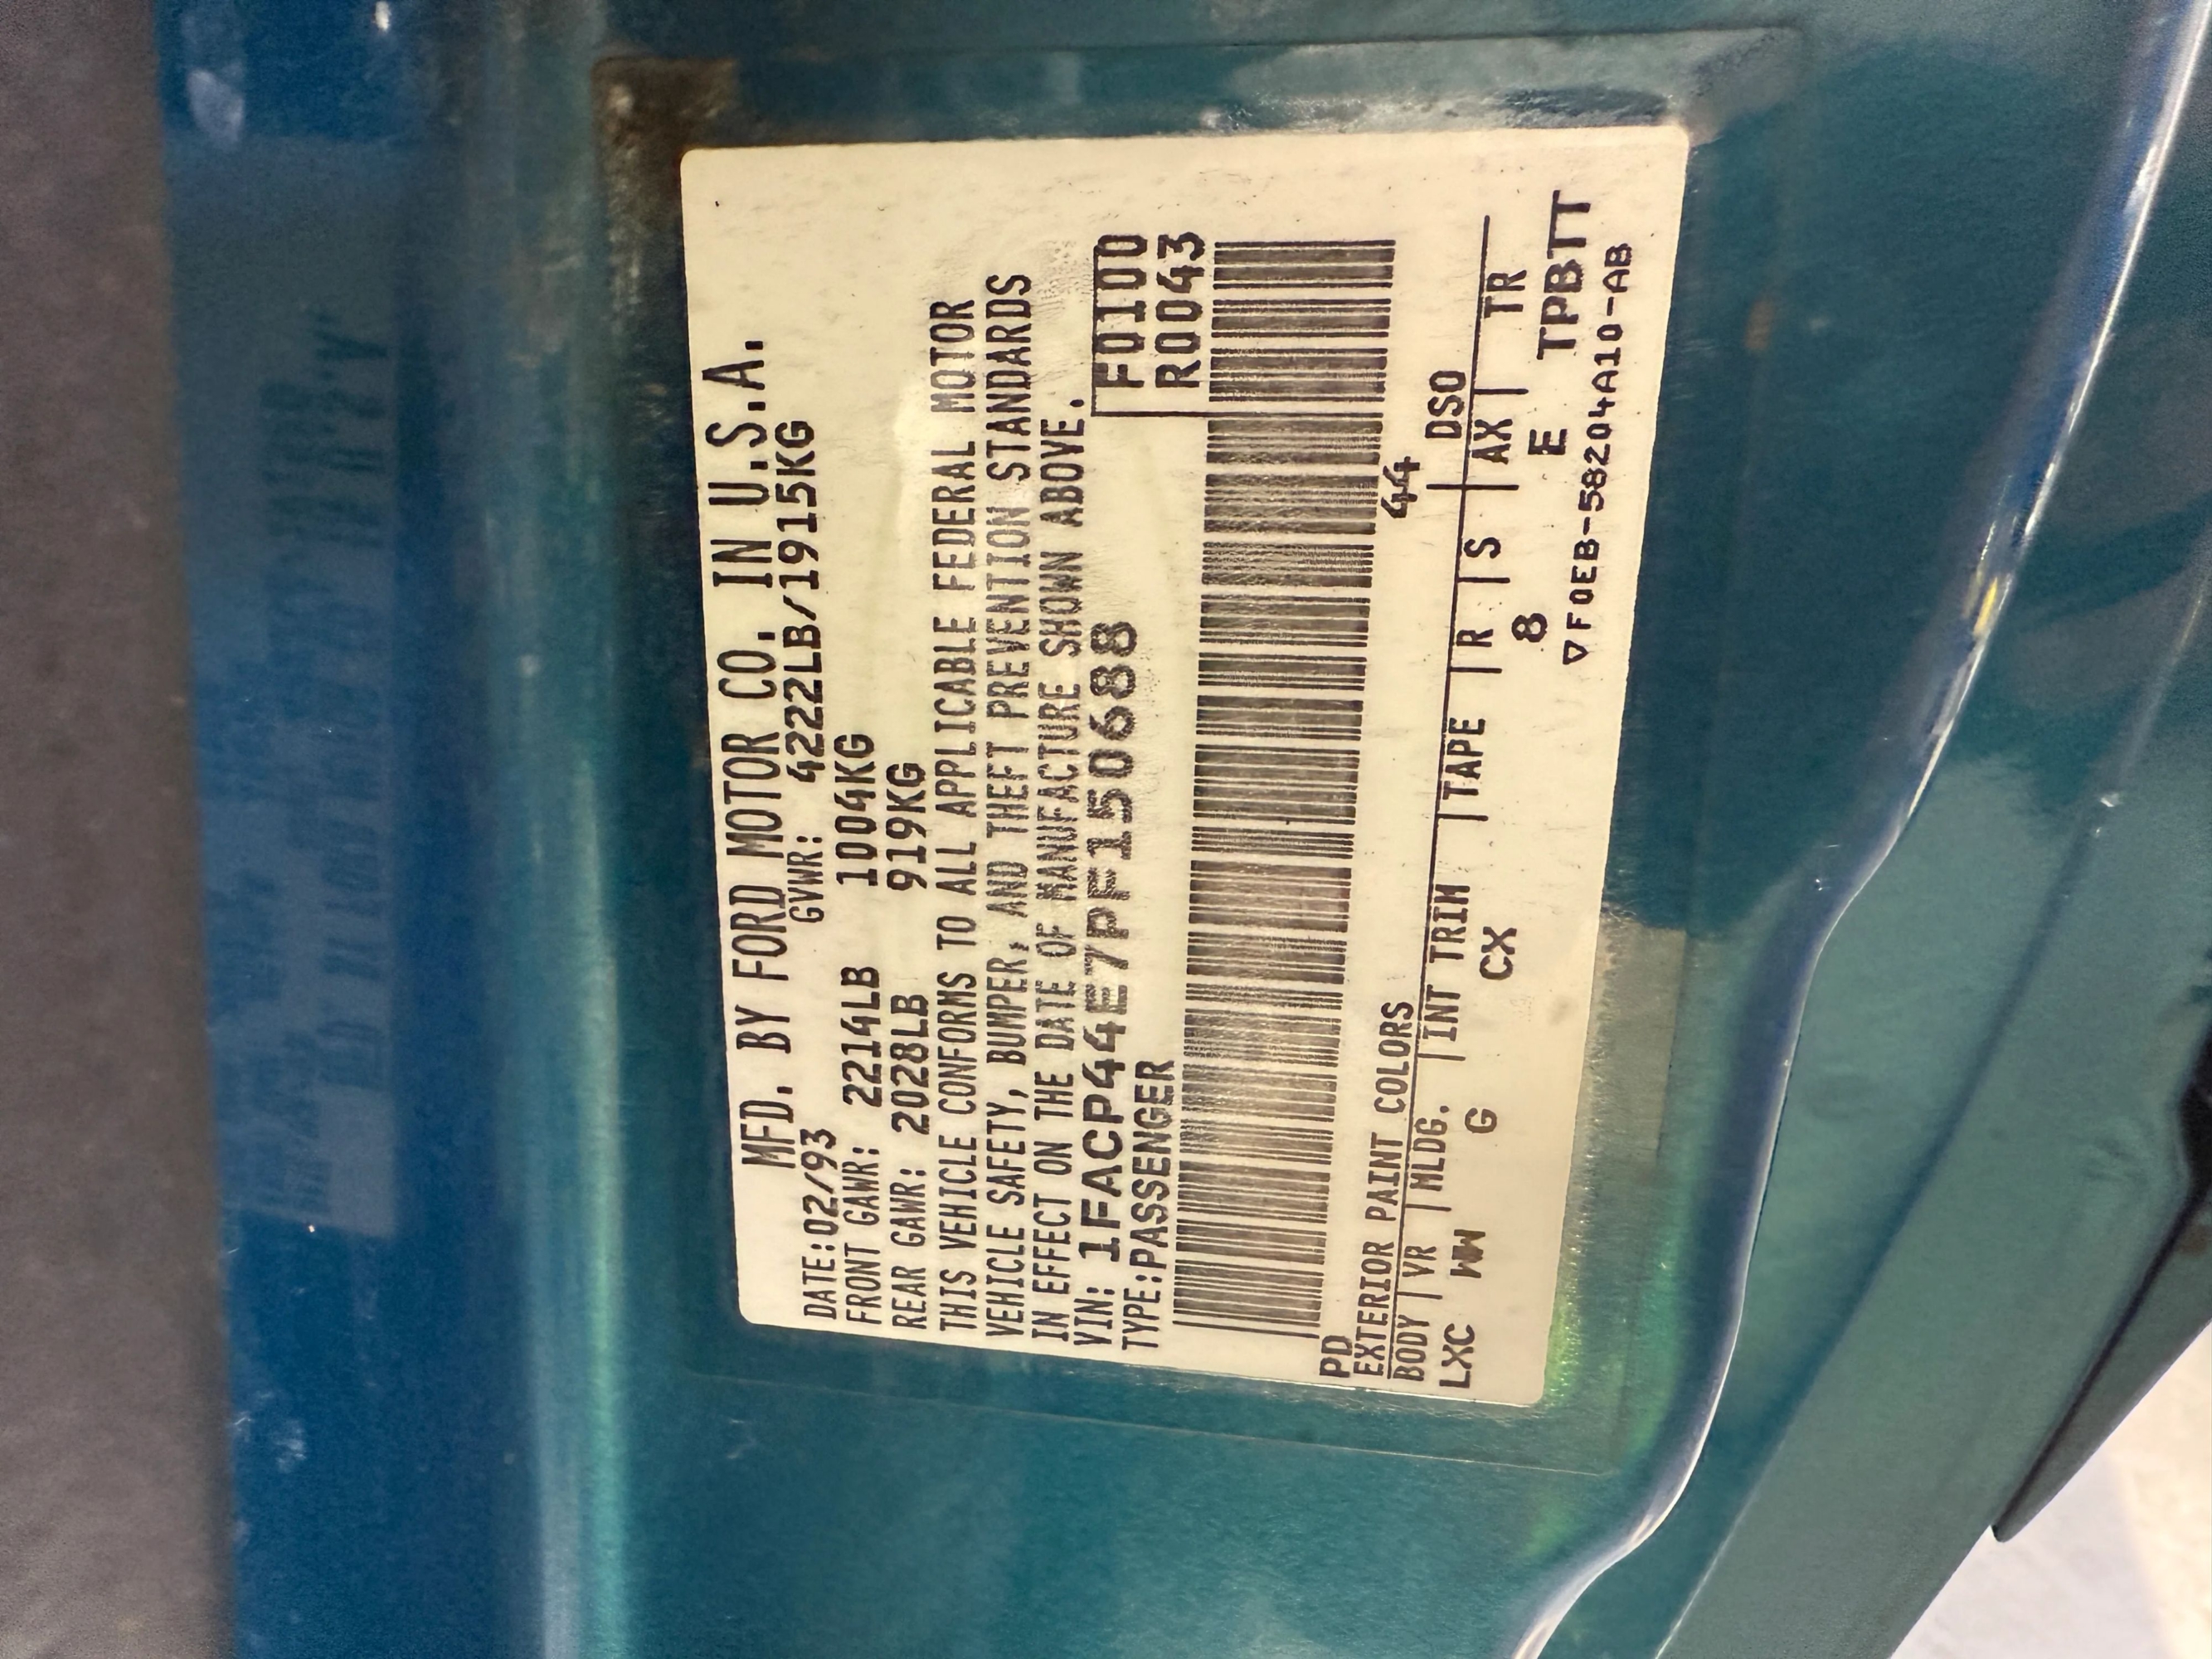 MFD. BY FORD MOTOR CO. IN U.S.A.
DATE:02/93 GVWR: 4222LB/1915KG
FRONT GAWR: 2214LB 1004KG
REAR GAWR: 2028LB 919KG
THIS VEHICLE CONFORMS TO ALL APPLICABLE FEDERAL MOTOR
VEHICLE SAFETY, BUMPER, AND THEFT PREVENTION STANDARDS
IN EFFECT ON THE DATE OF MANUFACTURE SHOWN ABOVE.
VIN: 1FACP44E7PF150688 F0100
TYPE:PASSENGER R0043
44
PD
EXTERIOR PAINT COLORS DSO
BODY | VR | MLDG. | INT TRIM | TAPE | R | S | AX | TR
LXC WW G CX 8 E E TPBTT
▽F0EB-58204A10-AB